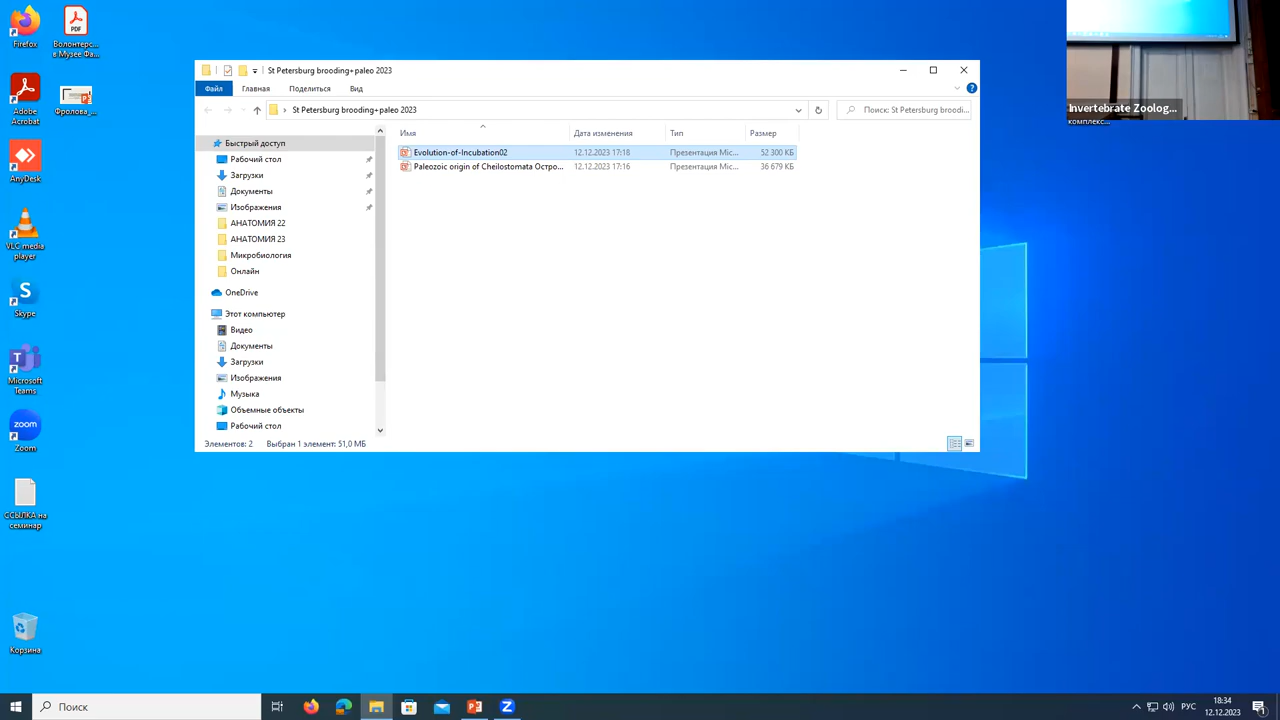 Firefox
Волонтерс...
в Музее Фа...
Adobe
Acrobat
Фролова_...
AnyDesk
VLC media
player
Skype
Microsoft
Teams
Zoom
ССЫЛКА на
семинар
Корзина
St Petersburg brooding+paleo 2023
Файл
Главная
Поделиться
Вид
St Petersburg brooding+paleo 2023
Поиск: St Petersburg broodi...
Имя
Дата изменения
Тип
Размер
Evolution-of-Incubation02
12.12.2023 17:18
Презентация Mic...
52 300 КБ
Paleozoic origin of Cheilostomata Остро...
12.12.2023 17:16
Презентация Mic...
36 679 КБ
Быстрый доступ
Рабочий стол
Загрузки
Документы
Изображения
АНАТОМИЯ 22
АНАТОМИЯ 23
Микробиология
Онлайн
OneDrive
Этот компьютер
Видео
Документы
Загрузки
Изображения
Музыка
Объемные объекты
Рабочий стол
Элементов: 2
Выбран 1 элемент: 51,0 МБ
Invertebrate Zoolog...
комплекс...
Поиск
РУС
18:34
12.12.2023